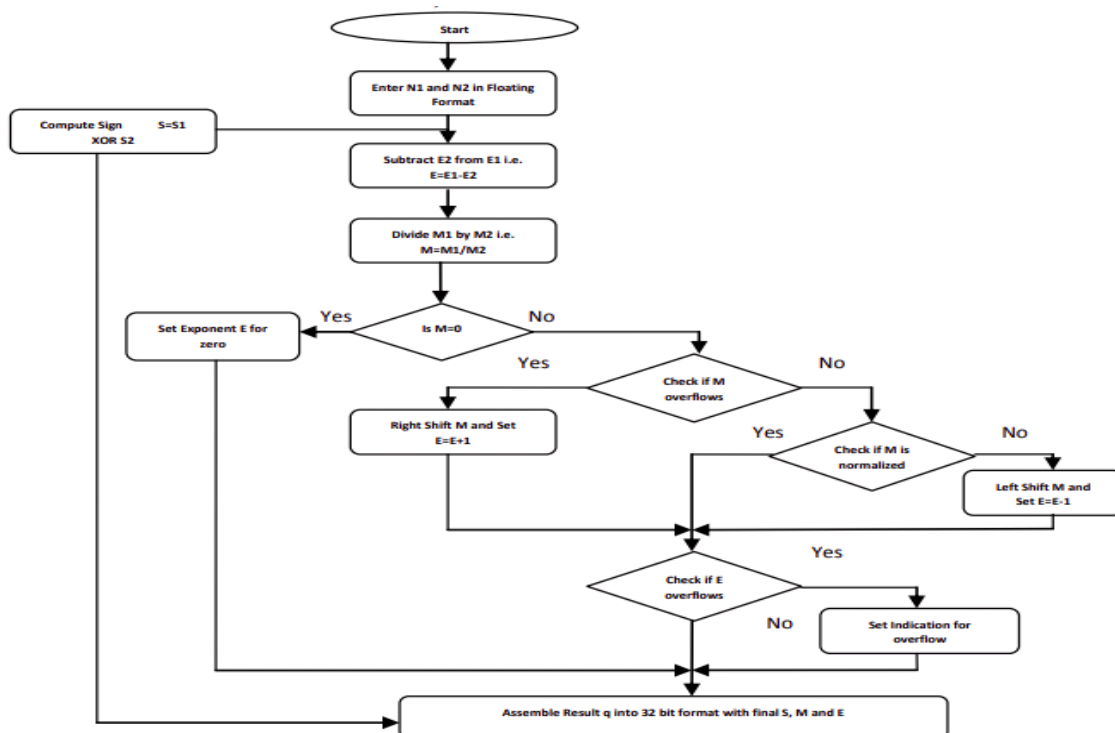 Start
Enter N1 and N2 in Floating
Format
Compute Sign S=S1
XOR S2
Subtract E2 from E1 i.e.
E=E1-E2
Divide M1 by M2 i.e.
M=M1/M2
Is M=0
Yes
No
Set Exponent E for
zero
Check if M
overflows
Yes
No
Right Shift M and Set
E=E+1
Check if M is
normalized
Yes
No
Left Shift M and
Set E=E-1
Check if E
overflows
Yes
No
Set Indication for
overflow
Assemble Result q into 32 bit format with final S, M and E